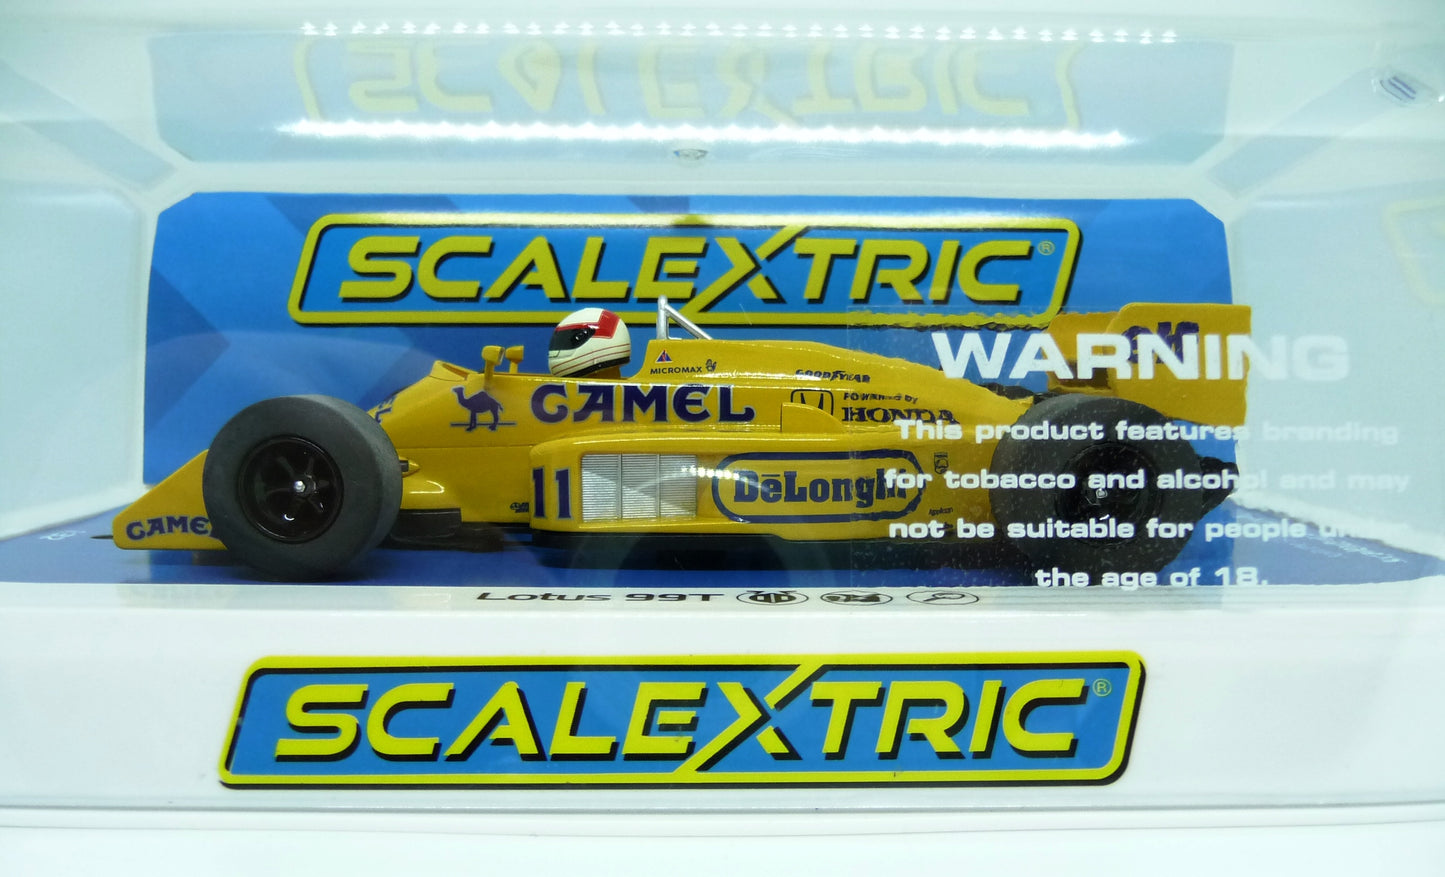 SCALEXTRIC®
WARNING
This product features branding
for tobacco and alcohol and may
not be suitable for people under
the age of 18.
MICROMAX
GOODYEAR
CAMEL
POWERED by
HONDA
11
DeLonghi
CAMEL
Lotus 99T
SCALEXTRIC®